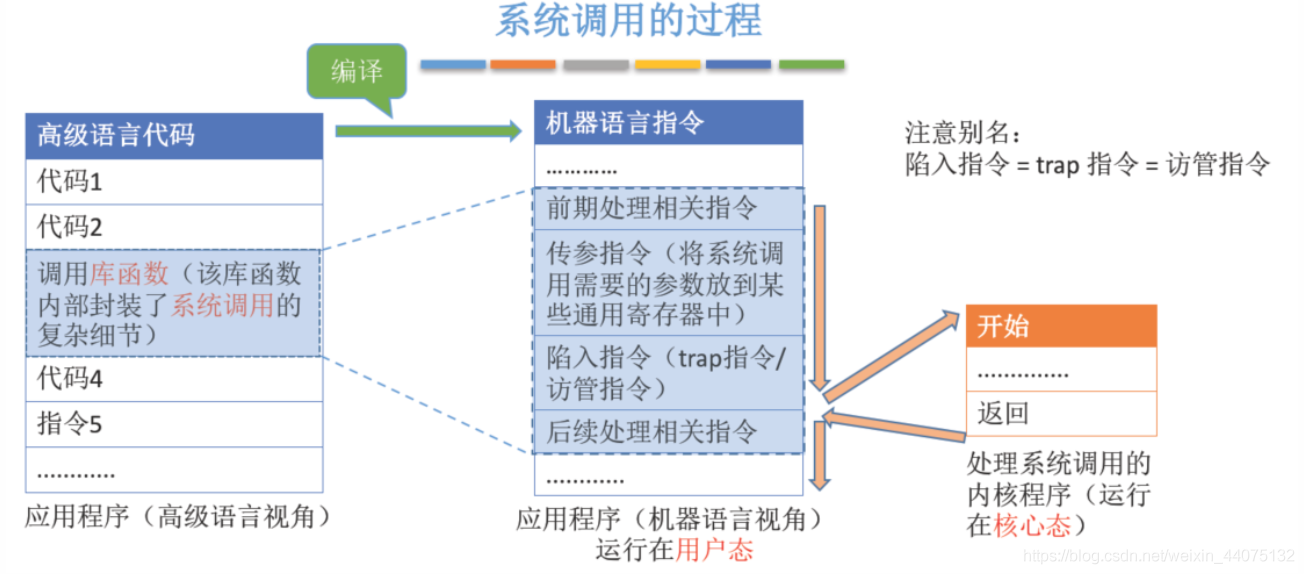 系统调用的过程
编译
高级语言代码
代码1
代码2
调用库函数（该库函数
内部封装了系统调用的
复杂细节）
代码4
指令5
............
应用程序（高级语言视角）
机器语言指令
............
前期处理相关指令
传参指令（将系统调
用需要的参数放到某
些通用寄存器中）
陷入指令（trap指令/
访管指令）
后续处理相关指令
............
应用程序（机器语言视角）
运行在用户态
注意别名：
陷入指令 = trap 指令 = 访管指令
开始
..............
返回
处理系统调用的
内核程序（运行
在核心态）
https://blog.csdn.net/weixin_44075132